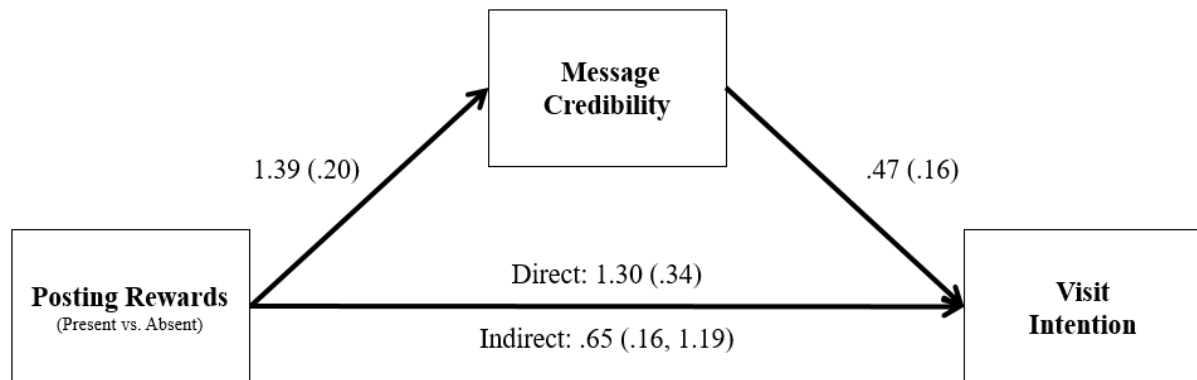 Message
Credibility
1.39 (.20)
.47 (.16)
Posting Rewards
(Present vs. Absent)
Direct: 1.30 (.34)
Indirect: .65 (.16, 1.19)
Visit
Intention